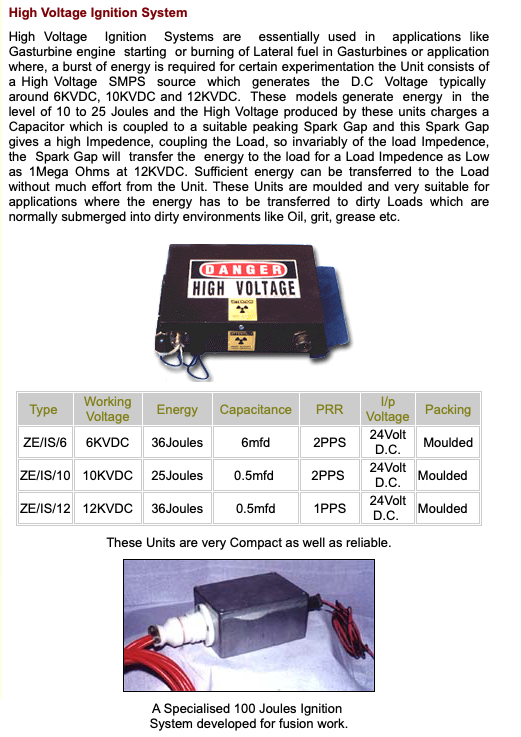 High Voltage Ignition System
High Voltage Ignition Systems are essentially used in applications like
Gasturbine engine starting or burning of Lateral fuel in Gasturbines or application
where, a burst of energy is required for certain experimentation the Unit consists of
a High Voltage SMPS source which generates the D.C Voltage typically
around 6KVDC, 10KVDC and 12KVDC. These models generate energy in the
level of 10 to 25 Joules and the High Voltage produced by these units charges a
Capacitor which is coupled to a suitable peaking Spark Gap and this Spark Gap
gives a high Impedence, coupling the Load, so invariably of the load Impedence,
the Spark Gap will transfer the energy to the load for a Load Impedence as Low
as 1Mega Ohms at 12KVDC. Sufficient energy can be transferred to the Load
without much effort from the Unit. These Units are moulded and very suitable for
applications where the energy has to be transferred to dirty Loads which are
normally submerged into dirty environments like Oil, grit, grease etc.
DANGER
HIGH VOLTAGE
Type Working Voltage Energy Capacitance PRR I/p Voltage Packing
ZE/IS/6 6KVDC 36Joules 6mfd 2PPS 24Volt D.C. Moulded
ZE/IS/10 10KVDC 25Joules 0.5mfd 2PPS 24Volt D.C. Moulded
ZE/IS/12 12KVDC 36Joules 0.5mfd 1PPS 24Volt D.C. Moulded
These Units are very Compact as well as reliable.
A Specialised 100 Joules Ignition
System developed for fusion work.